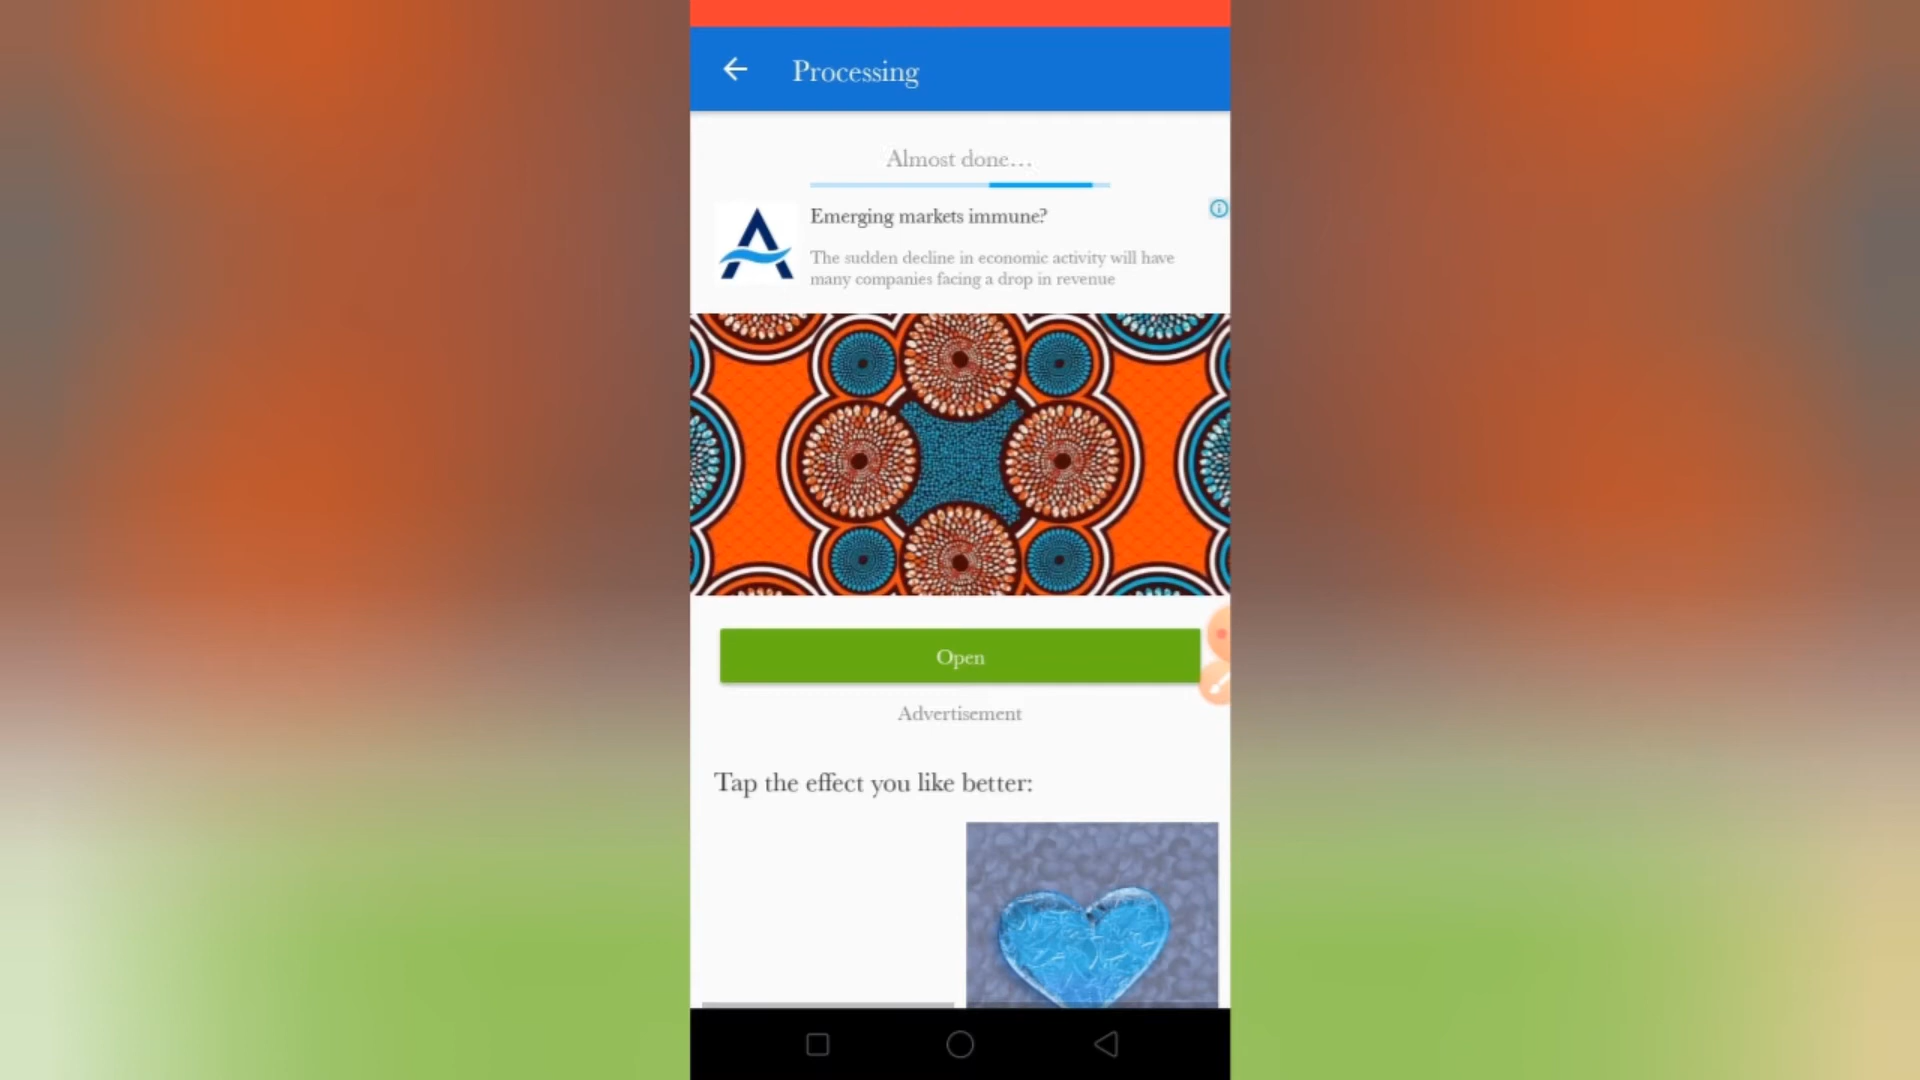 Processing
Almost done...
Emerging markets immune?
The sudden decline in economic activity will have
many companies facing a drop in revenue
Open
Advertisement
Tap the effect you like better: